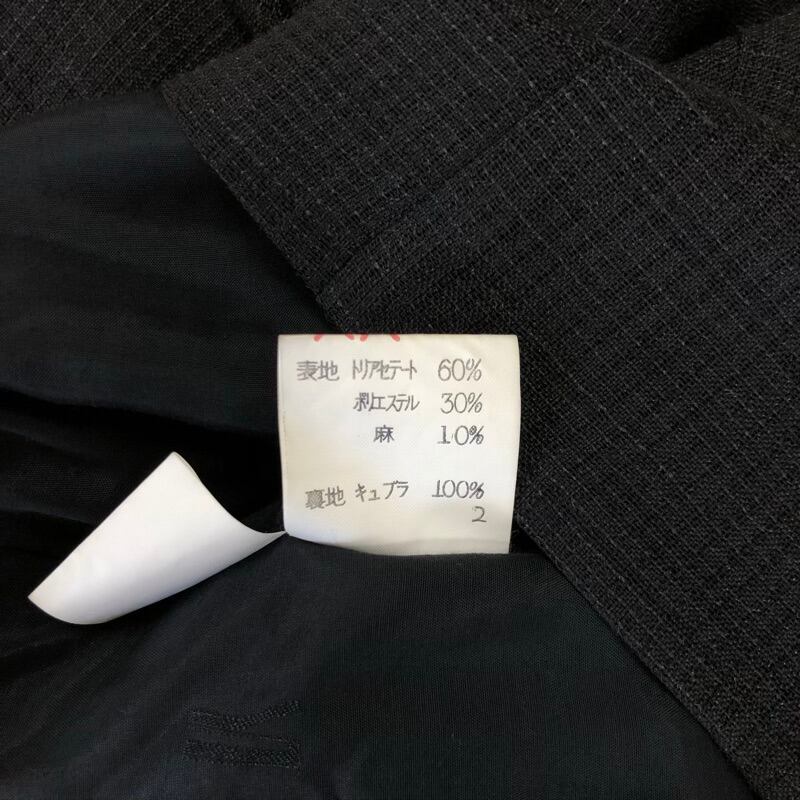 表地 トリアセテート 60%
ポリエステル 30%
麻 10%
裏地 キュプラ 100%
2